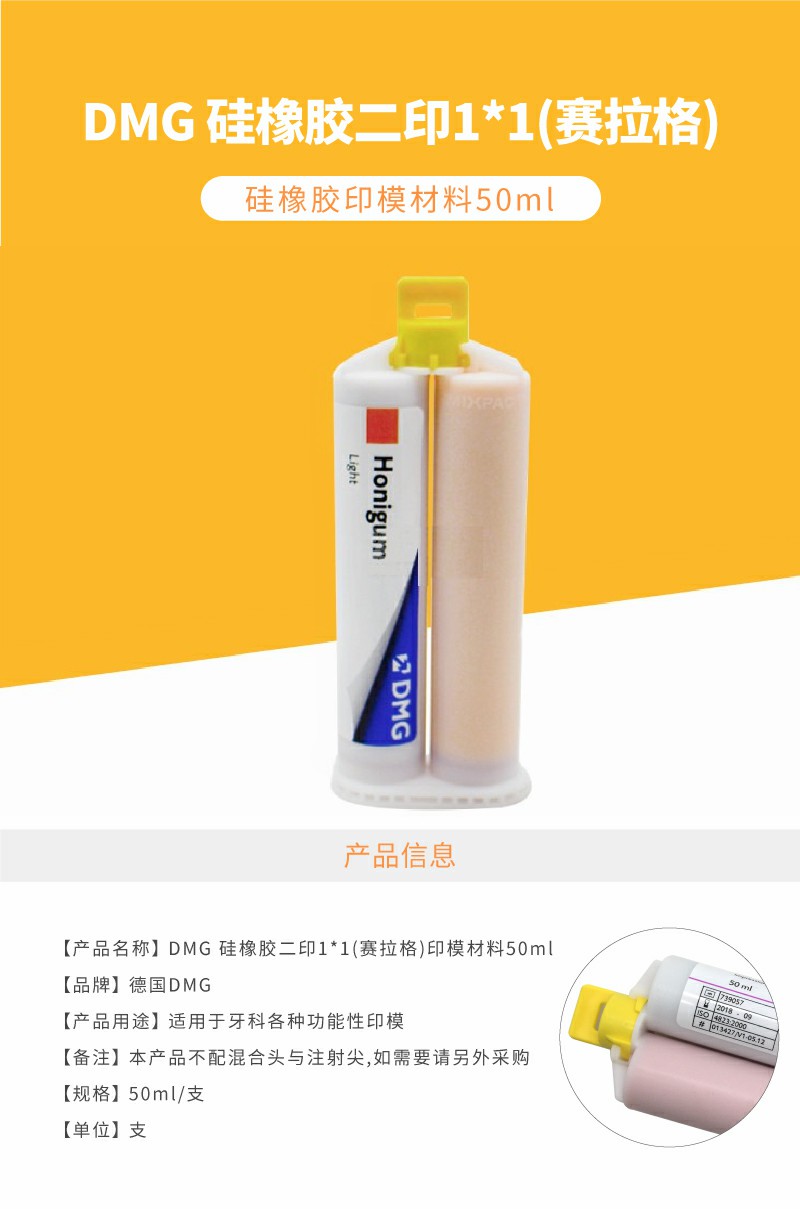 DMG 硅橡胶二印1*1(赛拉格)
硅橡胶印模材料50ml
MIXPAC
Honigum
Light
DMG
产品信息
【产品名称】DMG 硅橡胶二印1*1(赛拉格)印模材料50ml
【品牌】德国DMG
【产品用途】适用于牙科各种功能性印模
【备注】本产品不配混合头与注射尖,如需要请另外采购
【规格】50ml/支
【单位】支
50 ml
739057
2018 - 09
ISO 4823:2000
# 013427/V1-05.12